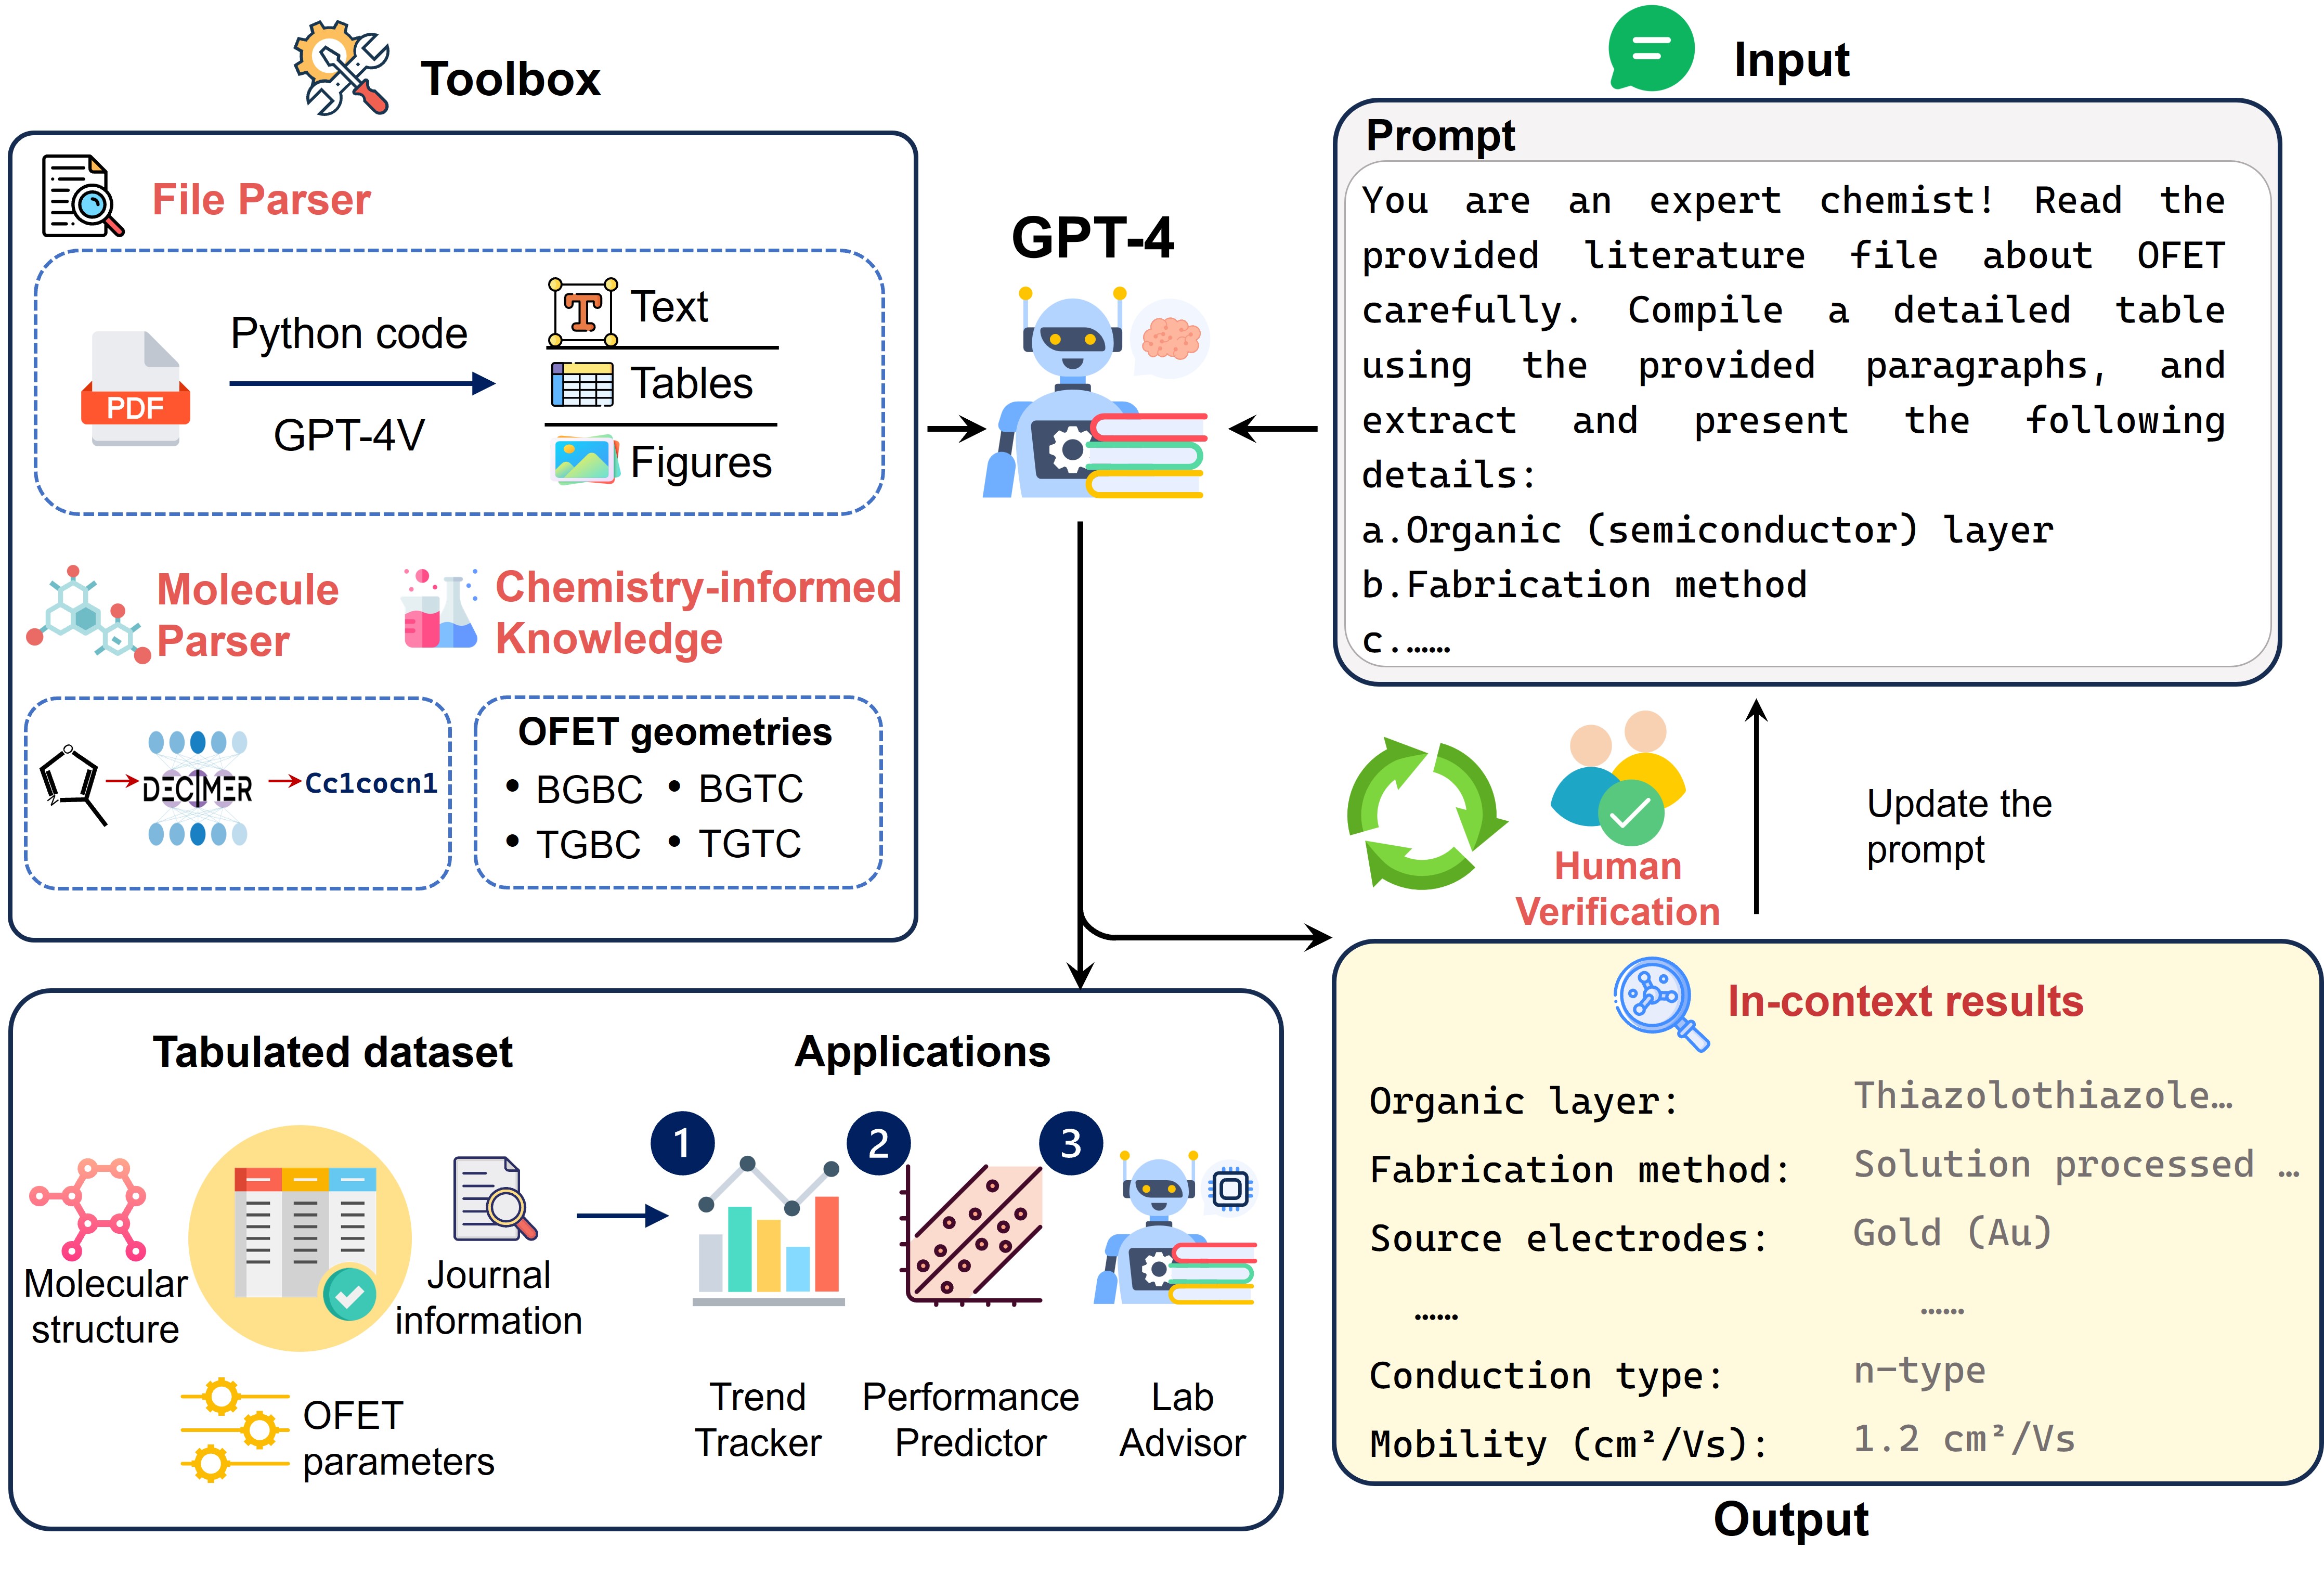 Toolbox
File Parser
PDF
Python code
GPT-4V
Text
Tables
Figures
Molecule
Parser
Chemistry-informed
Knowledge
O
N
DECIMER
Cc1cocn1
OFET geometries
• BGBC • BGTC
• TGBC • TGTC
GPT-4
Input
Prompt
You are an expert chemist! Read the
provided literature file about OFET
carefully. Compile a detailed table
using the provided paragraphs, and
extract and present the following
details:
a.Organic (semiconductor) layer
b.Fabrication method
c.……
Human
Verification
Update the
prompt
In-context results
Organic layer: Thiazolothiazole…
Fabrication method: Solution processed …
Source electrodes: Gold (Au)
…… ……
Conduction type: n-type
Mobility (cm²/Vs): 1.2 cm²/Vs
Output
Tabulated dataset
Molecular
structure
Journal
information
OFET
parameters
Applications
1
2
3
Trend
Tracker
Performance
Predictor
Lab
Advisor